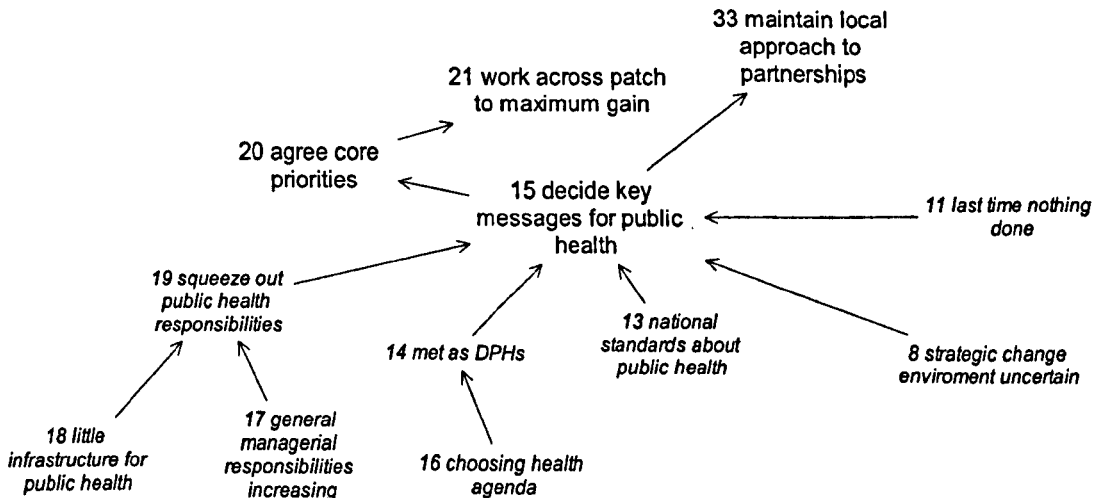 33 maintain local
approach to
partnerships
21 work across patch
to maximum gain
20 agree core
priorities
15 decide key
messages for public
health
11 last time nothing
done
19 squeeze out
public health
responsibilities
13 national
standards about
public health
14 met as DPHs
8 strategic change
enviroment uncertain
18 little
infrastructure for
public health
17 general
managerial
responsibilities
increasing
16 choosing health
agenda